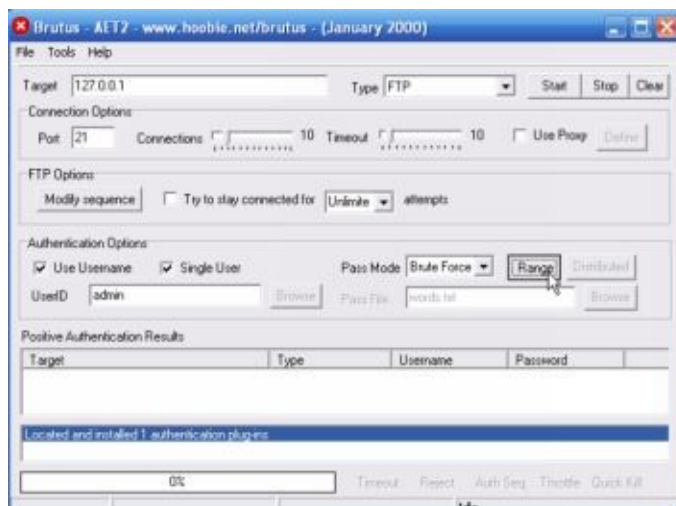 Brutus - AET2 - www.hoobie.net/brutus - (January 2000)
File Tools Help
Target 127.0.0.1 Type FTP Start Stop Clear
Connection Options
Port 21 Connections 10 Timeout 10 Use Proxy Define
FTP Options
Modify sequence Try to stay connected for Unlimite attempts
Authentication Options
Use Username Single User Pass Mode Brute Force Range Distributed
UserID admin Browse Pass File words.txt Browse
Positive Authentication Results
Target Type Username Password
Located and installed 1 authentication plug-ins
0% Timeout Reject Auth Seq Throttle Quick Kill